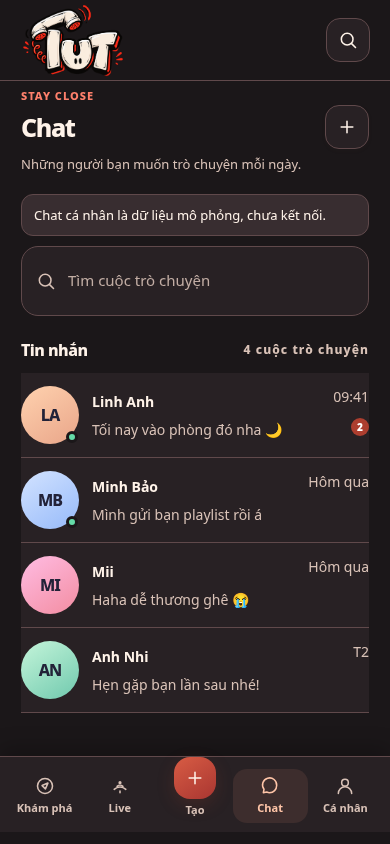 TUT
STAY CLOSE
Chat
Những người bạn muốn trò chuyện mỗi ngày.
Chat cá nhân là dữ liệu mô phỏng, chưa kết nối.
Tìm cuộc trò chuyện
Tin nhắn 4 cuộc trò chuyện
LA Linh Anh 09:41
Tối nay vào phòng đó nha 🌙 2
MB Minh Bảo Hôm qua
Mình gửi bạn playlist rồi á
MI Mii Hôm qua
Haha dễ thương ghê 😭
AN Anh Nhi T2
Hẹn gặp bạn lần sau nhé!
Khám phá Live Tạo Chat Cá nhân